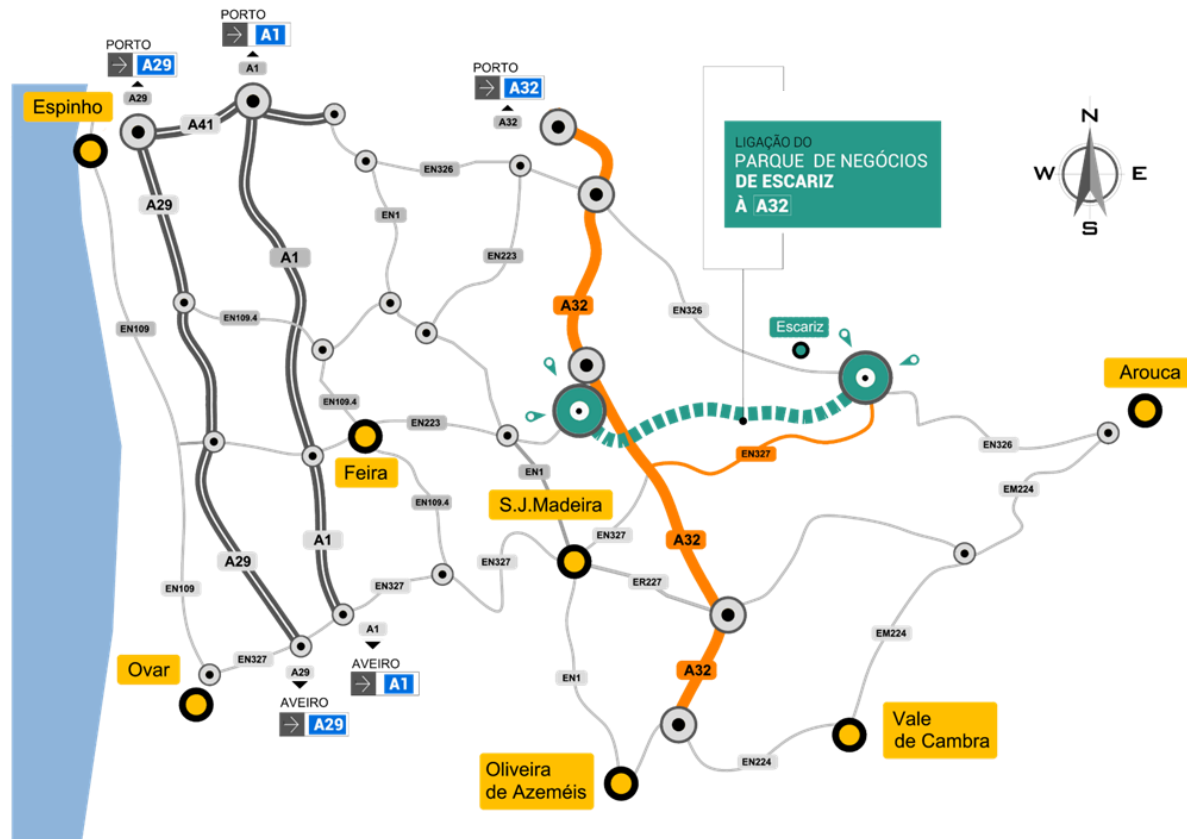 PORTO
A29
A29
PORTO
A1
A1
PORTO
A32
A32
Espinho
A41
EN326
EN1
EN223
A29
A1
LIGAÇÃO DO
PARQUE DE NEGÓCIOS
DE ESCARIZ
À A32
N
W E
S
A32
EN326
EN109
EN109.4
Escariz
Arouca
EN109.4
EN223
Feira
EN1
EN327
EN326
S.J.Madeira
EM224
EN109.4
EN327
A32
A1
A29
EN327
EN109
EN327
ER227
EM224
EN327
A1
AVEIRO
A1
A29
AVEIRO
A29
Ovar
EN1
A32
Vale
de Cambra
EN224
Oliveira
de Azeméis